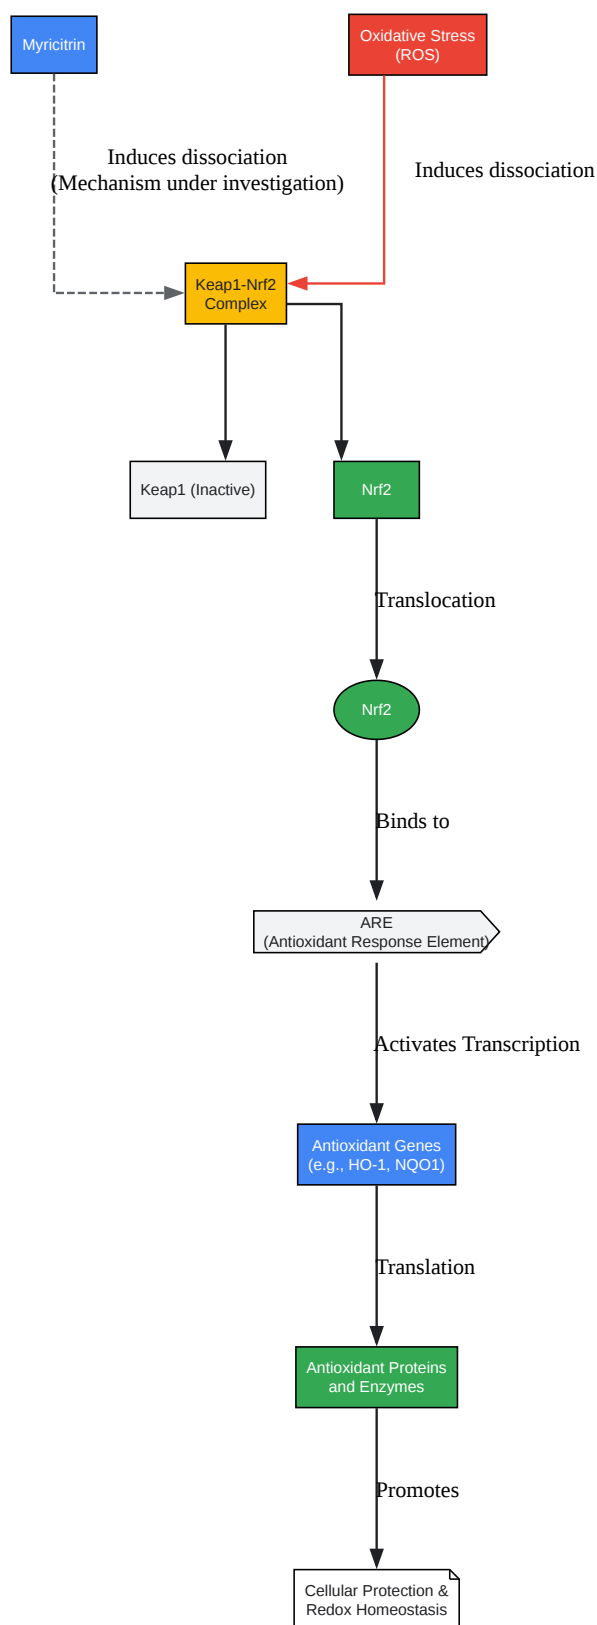 Myricitrin
Oxidative Stress
(ROS)
Induces dissociation
(Mechanism under investigation)
Induces dissociation
Keap1-Nrf2
Complex
Keap1 (Inactive)
Nrf2
Translocation
Nrf2
Binds to
ARE
(Antioxidant Response Element)
Activates Transcription
Antioxidant Genes
(e.g., HO-1, NQO1)
Translation
Antioxidant Proteins
and Enzymes
Promotes
Cellular Protection &
Redox Homeostasis